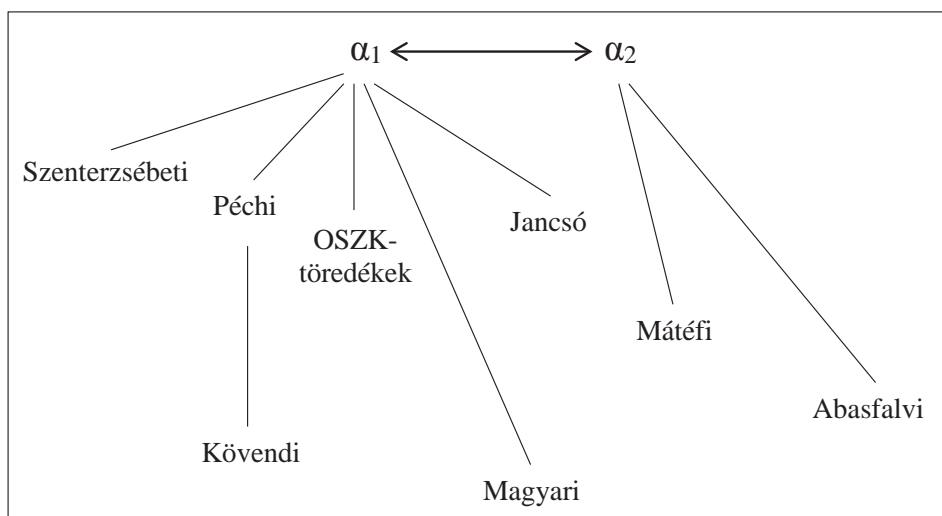 α₁ α₂
Szenterzsébeti
Péchi
OSZK-
töredékek
Jancsó
Mátéfi
Abasfalvi
Kövendi
Magyari